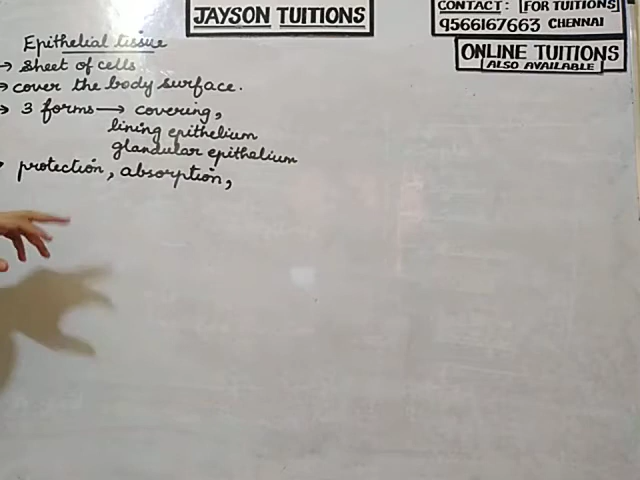 JAYSON TUITIONS
CONTACT: FOR TUITIONS
9566167663 CHENNAI
ONLINE TUITIONS
ALSO AVAILABLE
Epithelial tissue
→ sheet of cells
→ cover the body surface.
→ 3 forms → covering,
lining epithelium
glandular epithelium
protection, absorption,